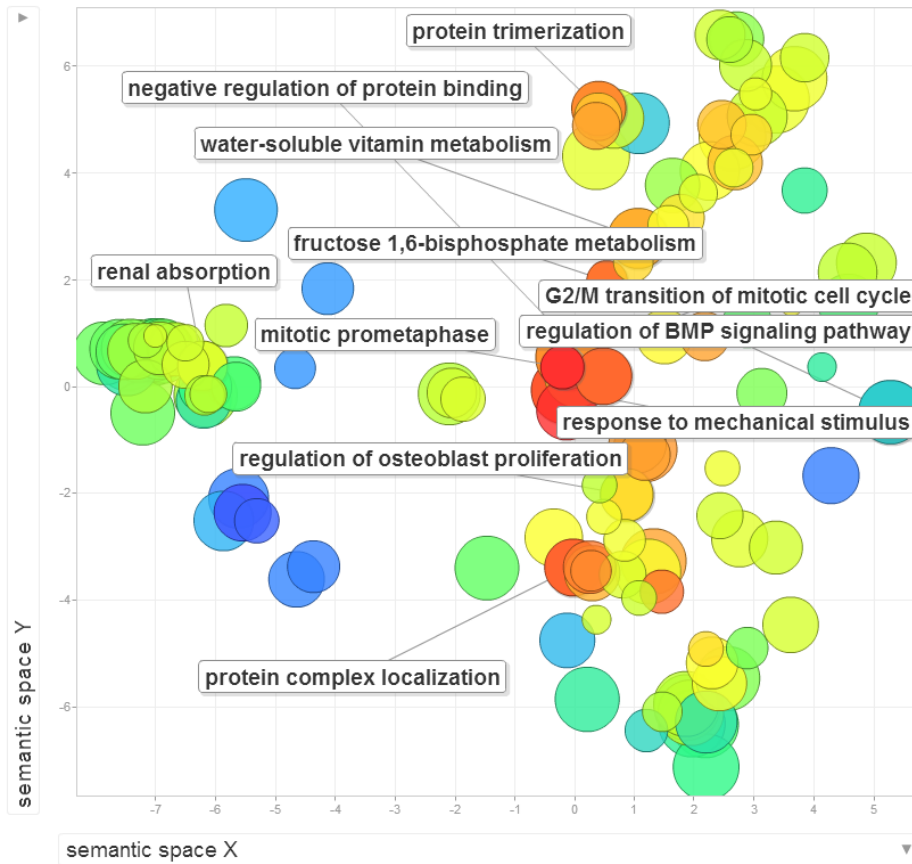 protein trimerization
6
negative regulation of protein binding
water-soluble vitamin metabolism
4
fructose 1,6-bisphosphate metabolism
renal absorption
2
G2/M transition of mitotic cell cycle
mitotic prometaphase
regulation of BMP signaling pathway
0
response to mechanical stimulus
regulation of osteoblast proliferation
-2
-4
protein complex localization
-6
semantic space Y
-7 -6 -5 -4 -3 -2 -1 0 1 2 3 4 5
semantic space X